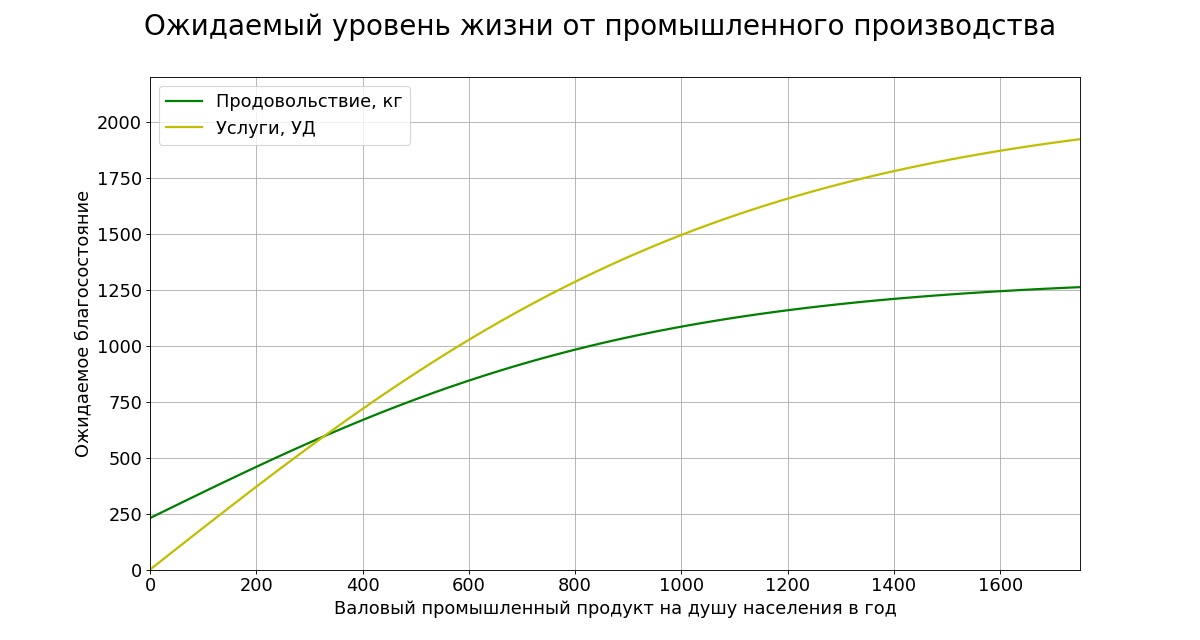 Ожидаемый уровень жизни от промышленного производства
Продовольствие, кг
Услуги, УД
Ожидаемое благосостояние
2000
1750
1500
1250
1000
750
500
250
0
0 200 400 600 800 1000 1200 1400 1600
Валовый промышленный продукт на душу населения в год